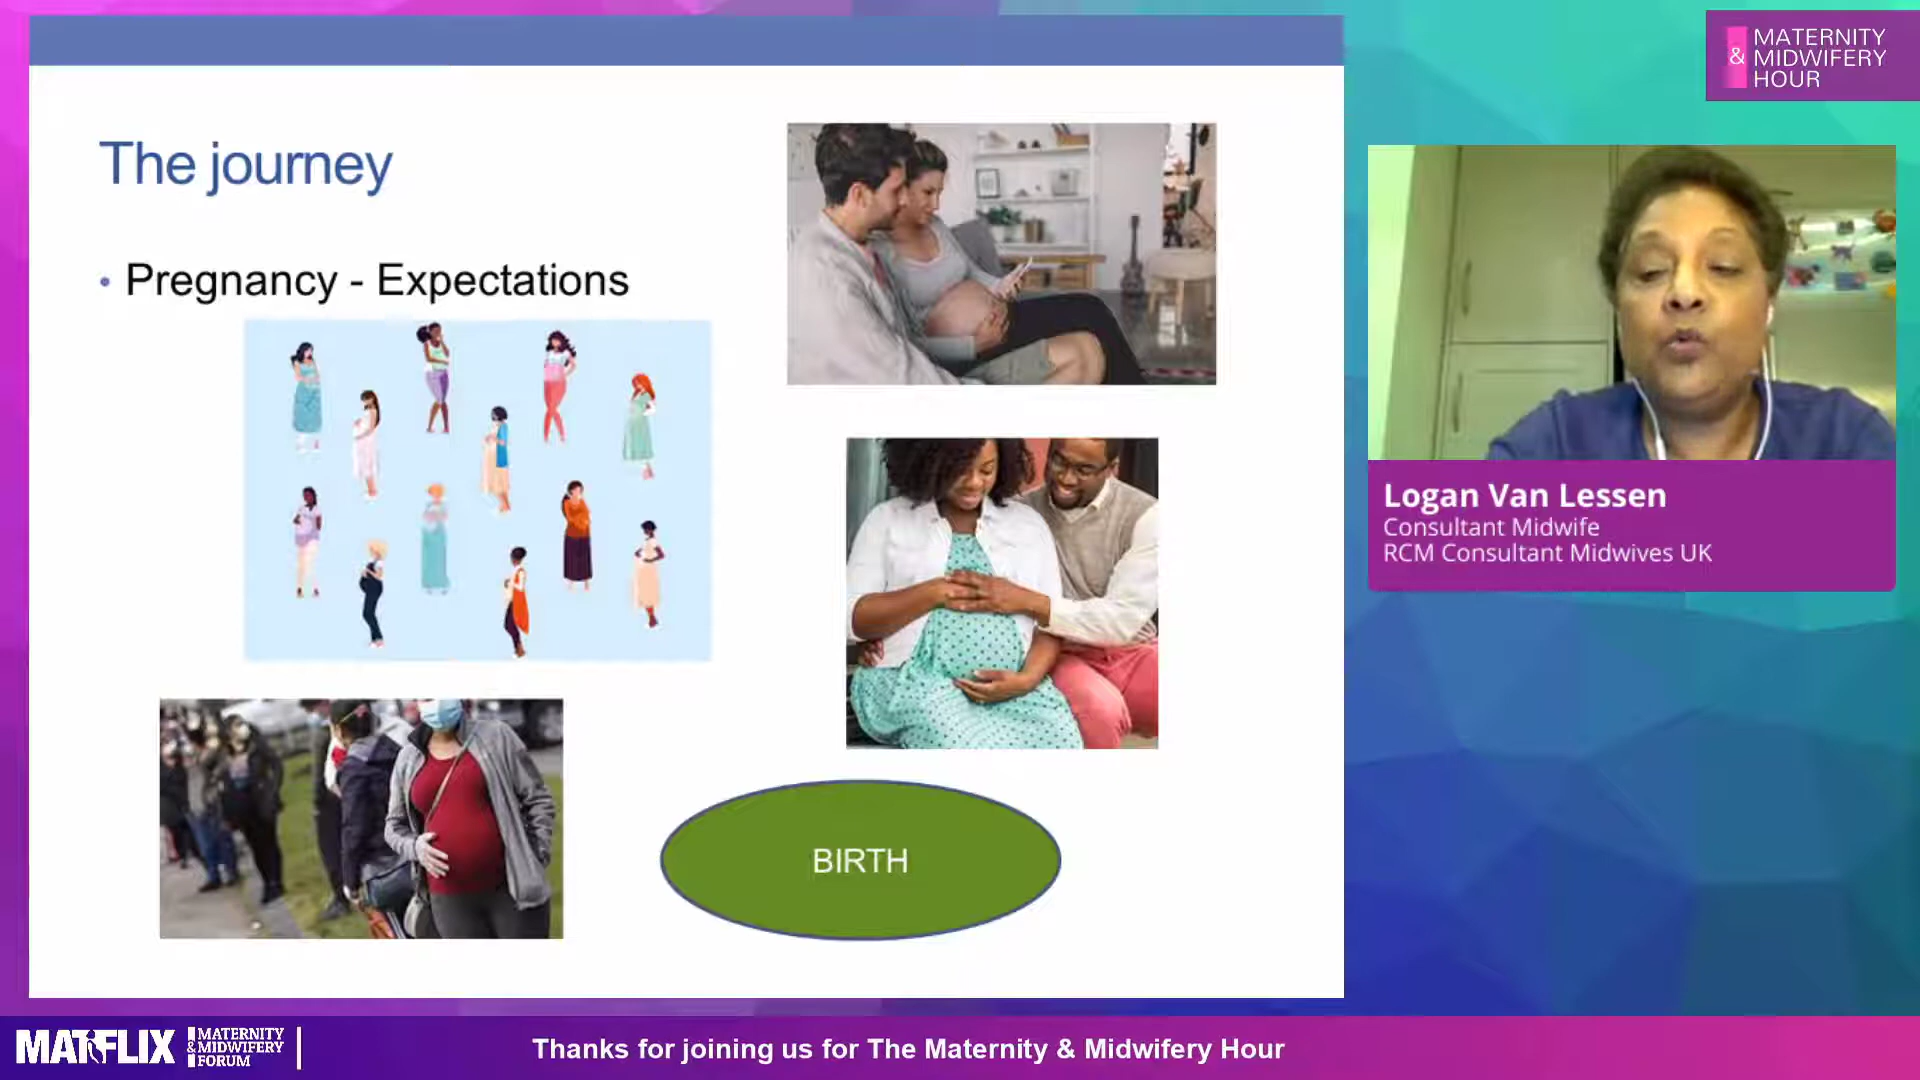 The journey
• Pregnancy - Expectations
BIRTH
MATERNITY
& MIDWIFERY
HOUR
Logan Van Lessen
Consultant Midwife
RCM Consultant Midwives UK
MATFLIX
MATERNITY
& MIDWIFERY
FORUM
Thanks for joining us for The Maternity & Midwifery Hour